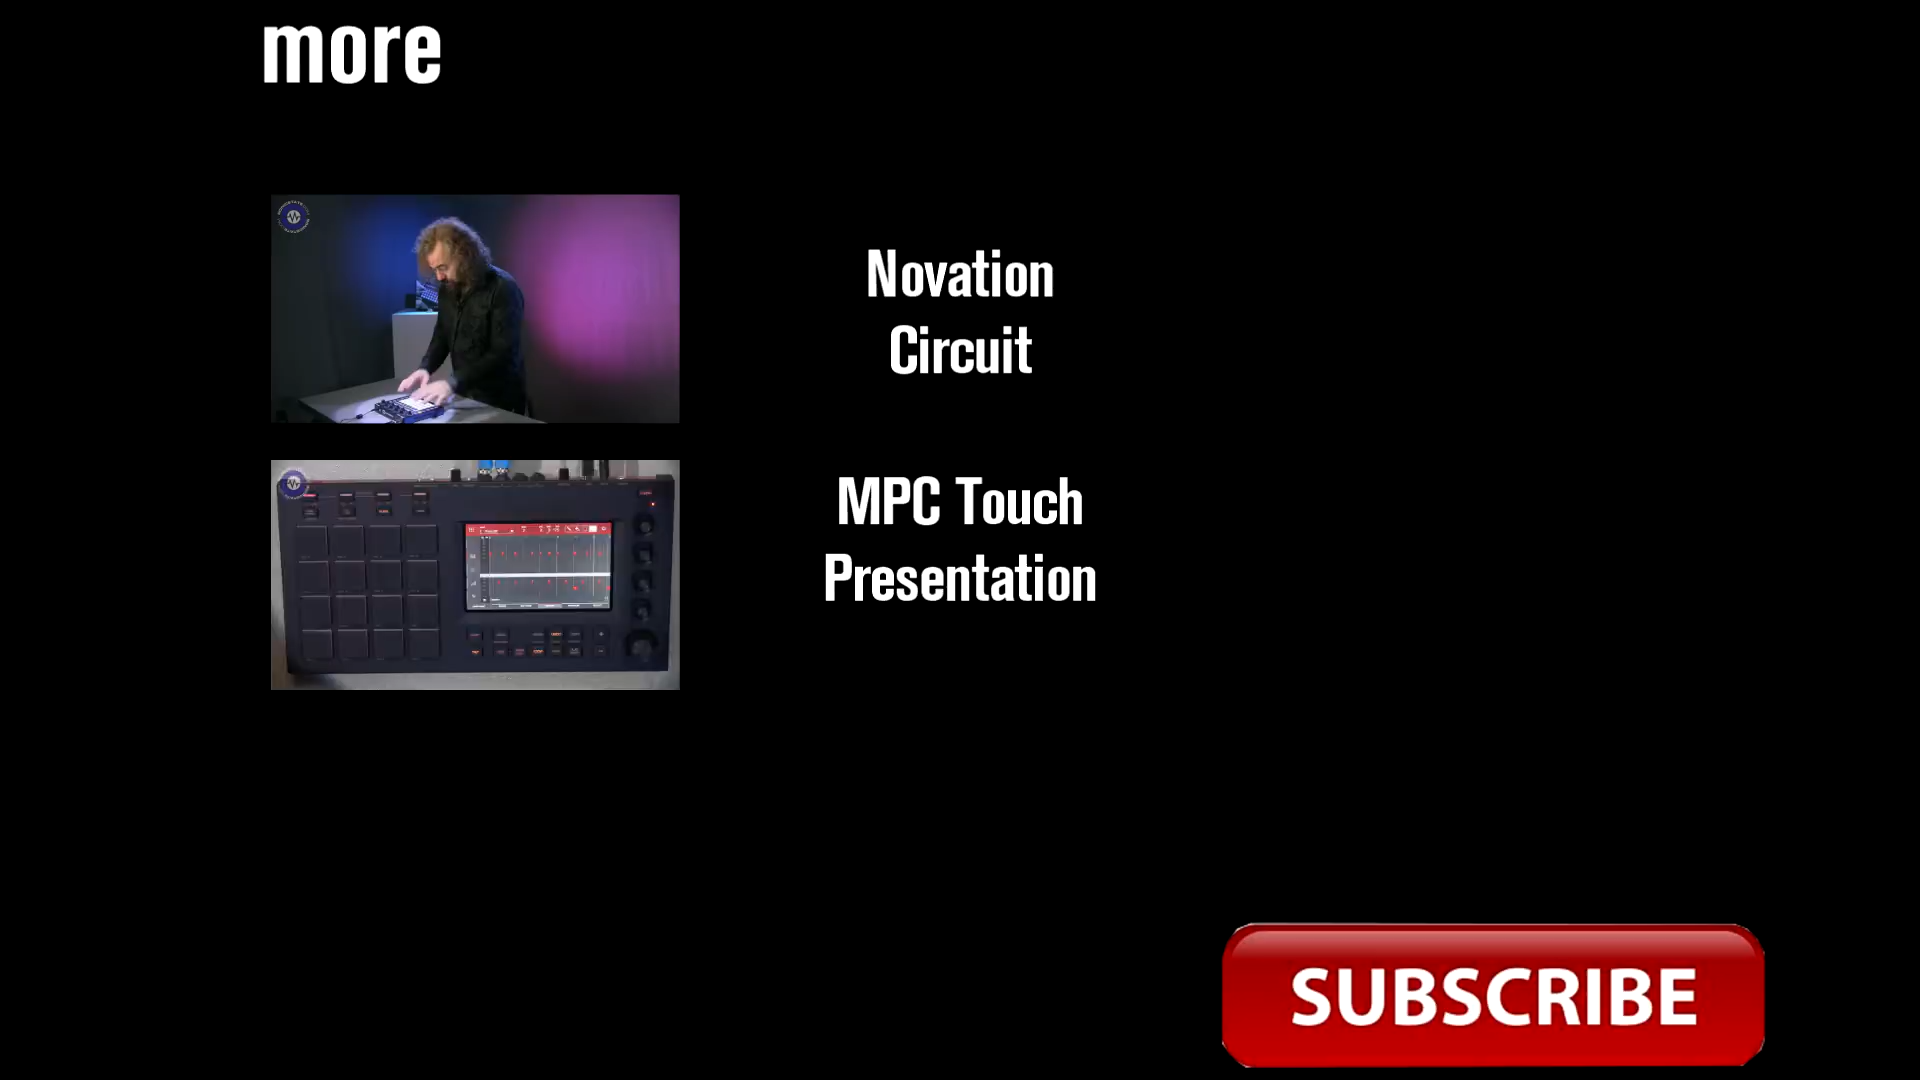 more
Novation
Circuit
MPC Touch
Presentation
SUBSCRIBE